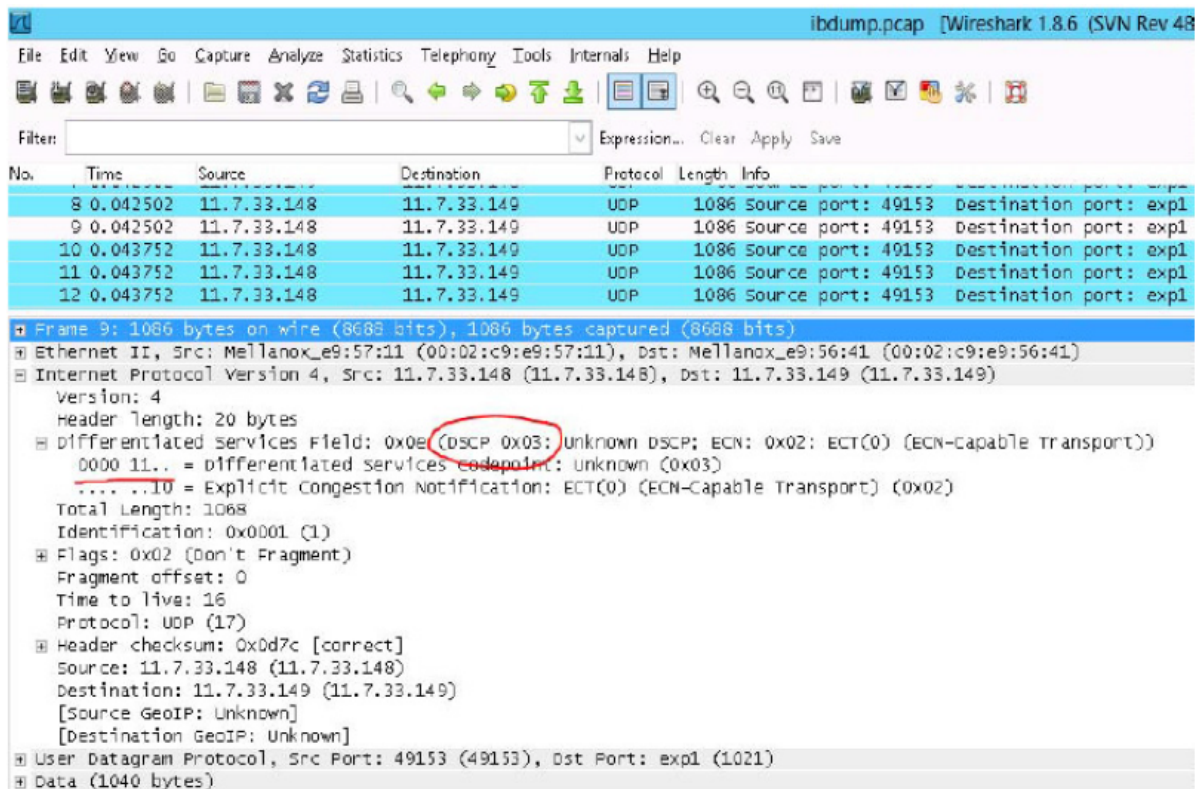 ibdump.pcap [Wireshark 1.8.6 (SVN Rev 48
File Edit View Go Capture Analyze Statistics Telephony Tools Internals Help
Filter: Expression... Clear Apply Save
No. Time Source Destination Protocol Length Info
8 0.042502 11.7.33.148 11.7.33.149 UDP 1086 Source port: 49153 Destination port: exp1
9 0.042502 11.7.33.148 11.7.33.149 UDP 1086 Source port: 49153 Destination port: exp1
10 0.043752 11.7.33.148 11.7.33.149 UDP 1086 Source port: 49153 Destination port: exp1
11 0.043752 11.7.33.148 11.7.33.149 UDP 1086 Source port: 49153 Destination port: exp1
12 0.043752 11.7.33.148 11.7.33.149 UDP 1086 Source port: 49153 Destination port: exp1
Frame 9: 1086 bytes on wire (8688 bits), 1086 bytes captured (8688 bits)
Ethernet II, Src: Mellanox_e9:57:11 (00:02:c9:e9:57:11), Dst: Mellanox_e9:56:41 (00:02:c9:e9:56:41)
Internet Protocol Version 4, Src: 11.7.33.148 (11.7.33.148), Dst: 11.7.33.149 (11.7.33.149)
Version: 4
Header length: 20 bytes
Differentiated Services Field: 0x0e (DSCP 0x03: Unknown DSCP; ECN: 0x02: ECT(0) (ECN-Capable Transport))
0000 11.. = Differentiated Services Codepoint: Unknown (0x03)
.... ..10 = Explicit Congestion Notification: ECT(0) (ECN-Capable Transport) (0x02)
Total Length: 1068
Identification: 0x0001 (1)
Flags: 0x02 (Don't Fragment)
Fragment offset: 0
Time to live: 16
Protocol: UDP (17)
Header checksum: 0x0d7c [correct]
Source: 11.7.33.148 (11.7.33.148)
Destination: 11.7.33.149 (11.7.33.149)
[Source GeoIP: Unknown]
[Destination GeoIP: Unknown]
User Datagram Protocol, Src Port: 49153 (49153), Dst Port: exp1 (1021)
Data (1040 bytes)